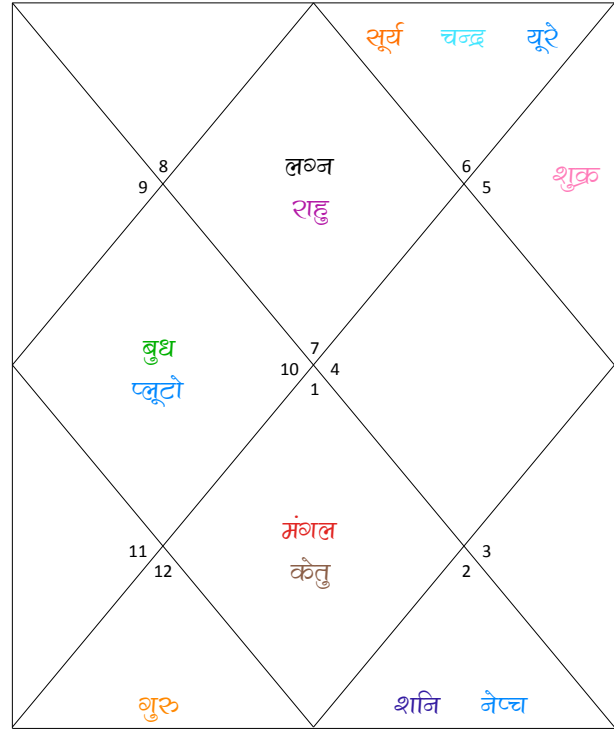 सूर्य चन्द्र यूरे
8 लग्न 6
9 राहु 5 शुक्र
बुध 7
10 4
प्लूटो 1
मंगल
11 केतु 3
12 2
गुरु शनि नेप्च